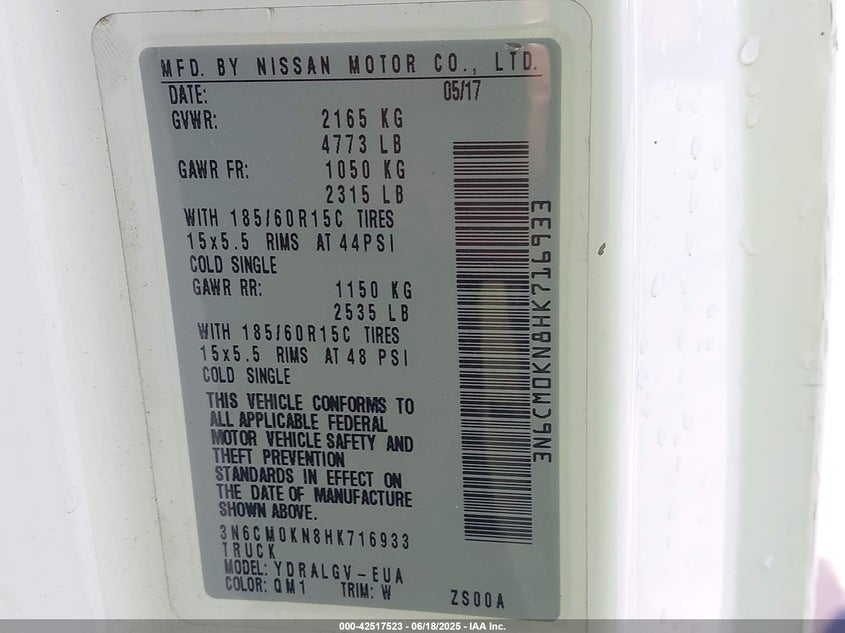 MFD. BY NISSAN MOTOR CO., LTD.
DATE: 05/17
GVWR: 2165 KG
4773 LB
GAWR FR: 1050 KG
2315 LB
WITH 185/60R15C TIRES
15x5.5 RIMS AT 44PSI
COLD SINGLE
GAWR RR: 1150 KG
2535 LB
WITH 185/60R15C TIRES
15x5.5 RIMS AT 48 PSI
COLD SINGLE
THIS VEHICLE CONFORMS TO
ALL APPLICABLE FEDERAL
MOTOR VEHICLE SAFETY AND
THEFT PREVENTION
STANDARDS IN EFFECT ON
THE DATE OF MANUFACTURE
SHOWN ABOVE.
3N6CM0KN8HK716933
TRUCK
MODEL: YDRALGV-EUA
COLOR: QM1 TRIM: W ZS00A
3N6CM0KN8HK716933
000-42517523 - 06/18/2025 - IAA Inc.